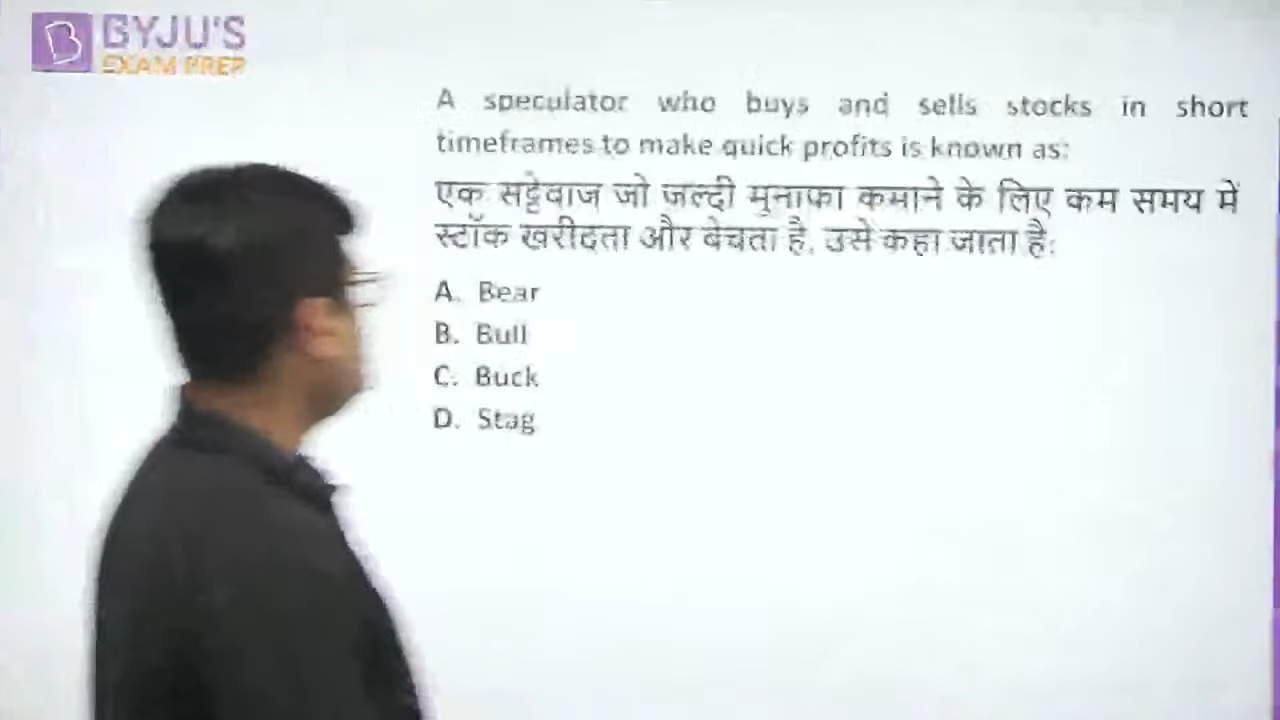 BYJU'S
EXAM PREP
A speculator who buys and sells stocks in short
timeframes to make quick profits is known as:
एक सट्टेबाज जो जल्दी मुनाफा कमाने के लिए कम समय में
स्टॉक खरीदता और बेचता है, उसे कहा जाता है:
A. Bear
B. Bull
C. Buck
D. Stag